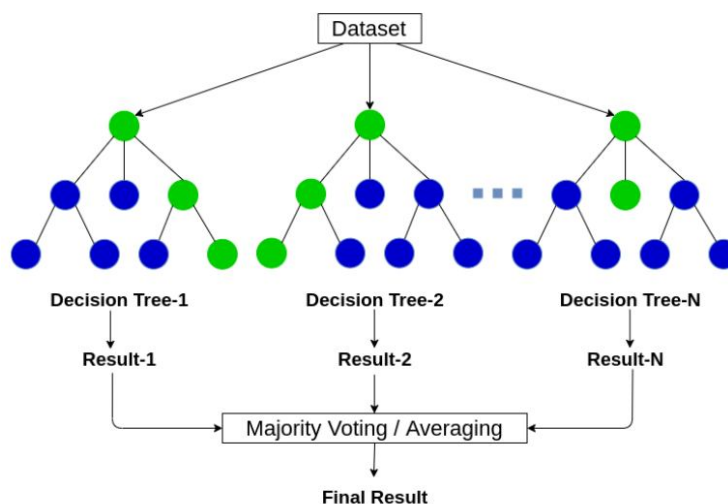 Dataset
Decision Tree-1
Decision Tree-2
Decision Tree-N
Result-1
Result-2
Result-N
Majority Voting / Averaging
Final Result